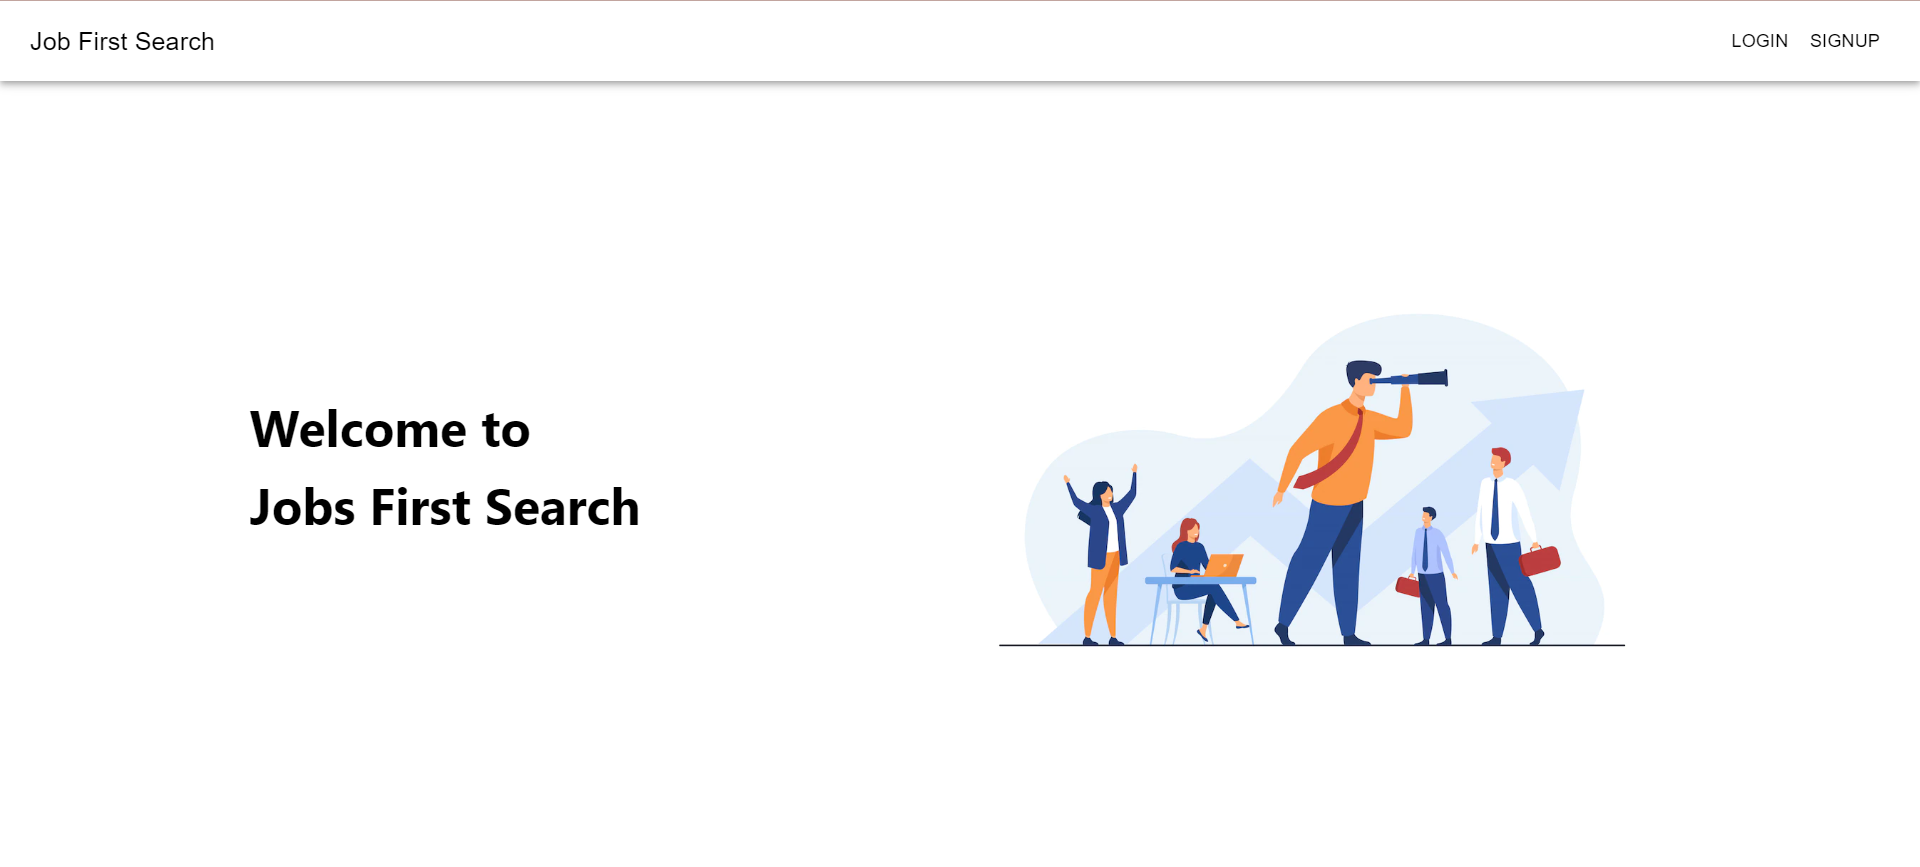 Job First Search
LOGIN SIGNUP
Welcome to
Jobs First Search